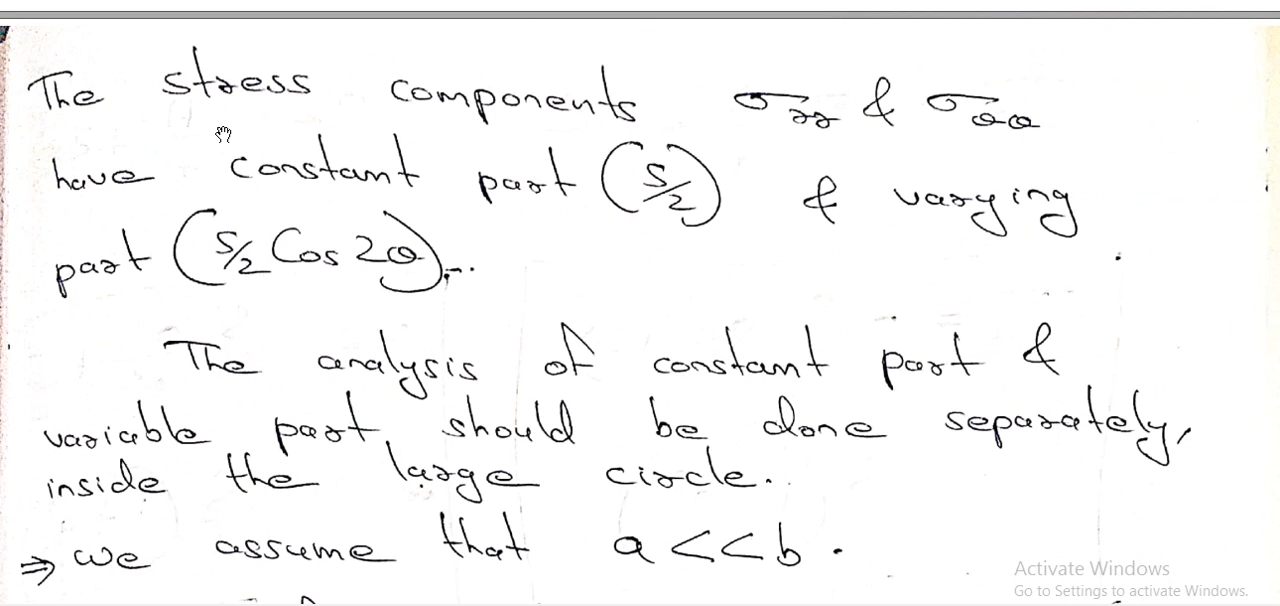 The stress components σrr & σθθ
have constant part (S/2) & varying
part (S/2 Cos 2θ)...
The analysis of constant part &
variable part, should be done separately,
inside the large circle.
⇒ we assume that a << b.
Activate Windows
Go to Settings to activate Windows.